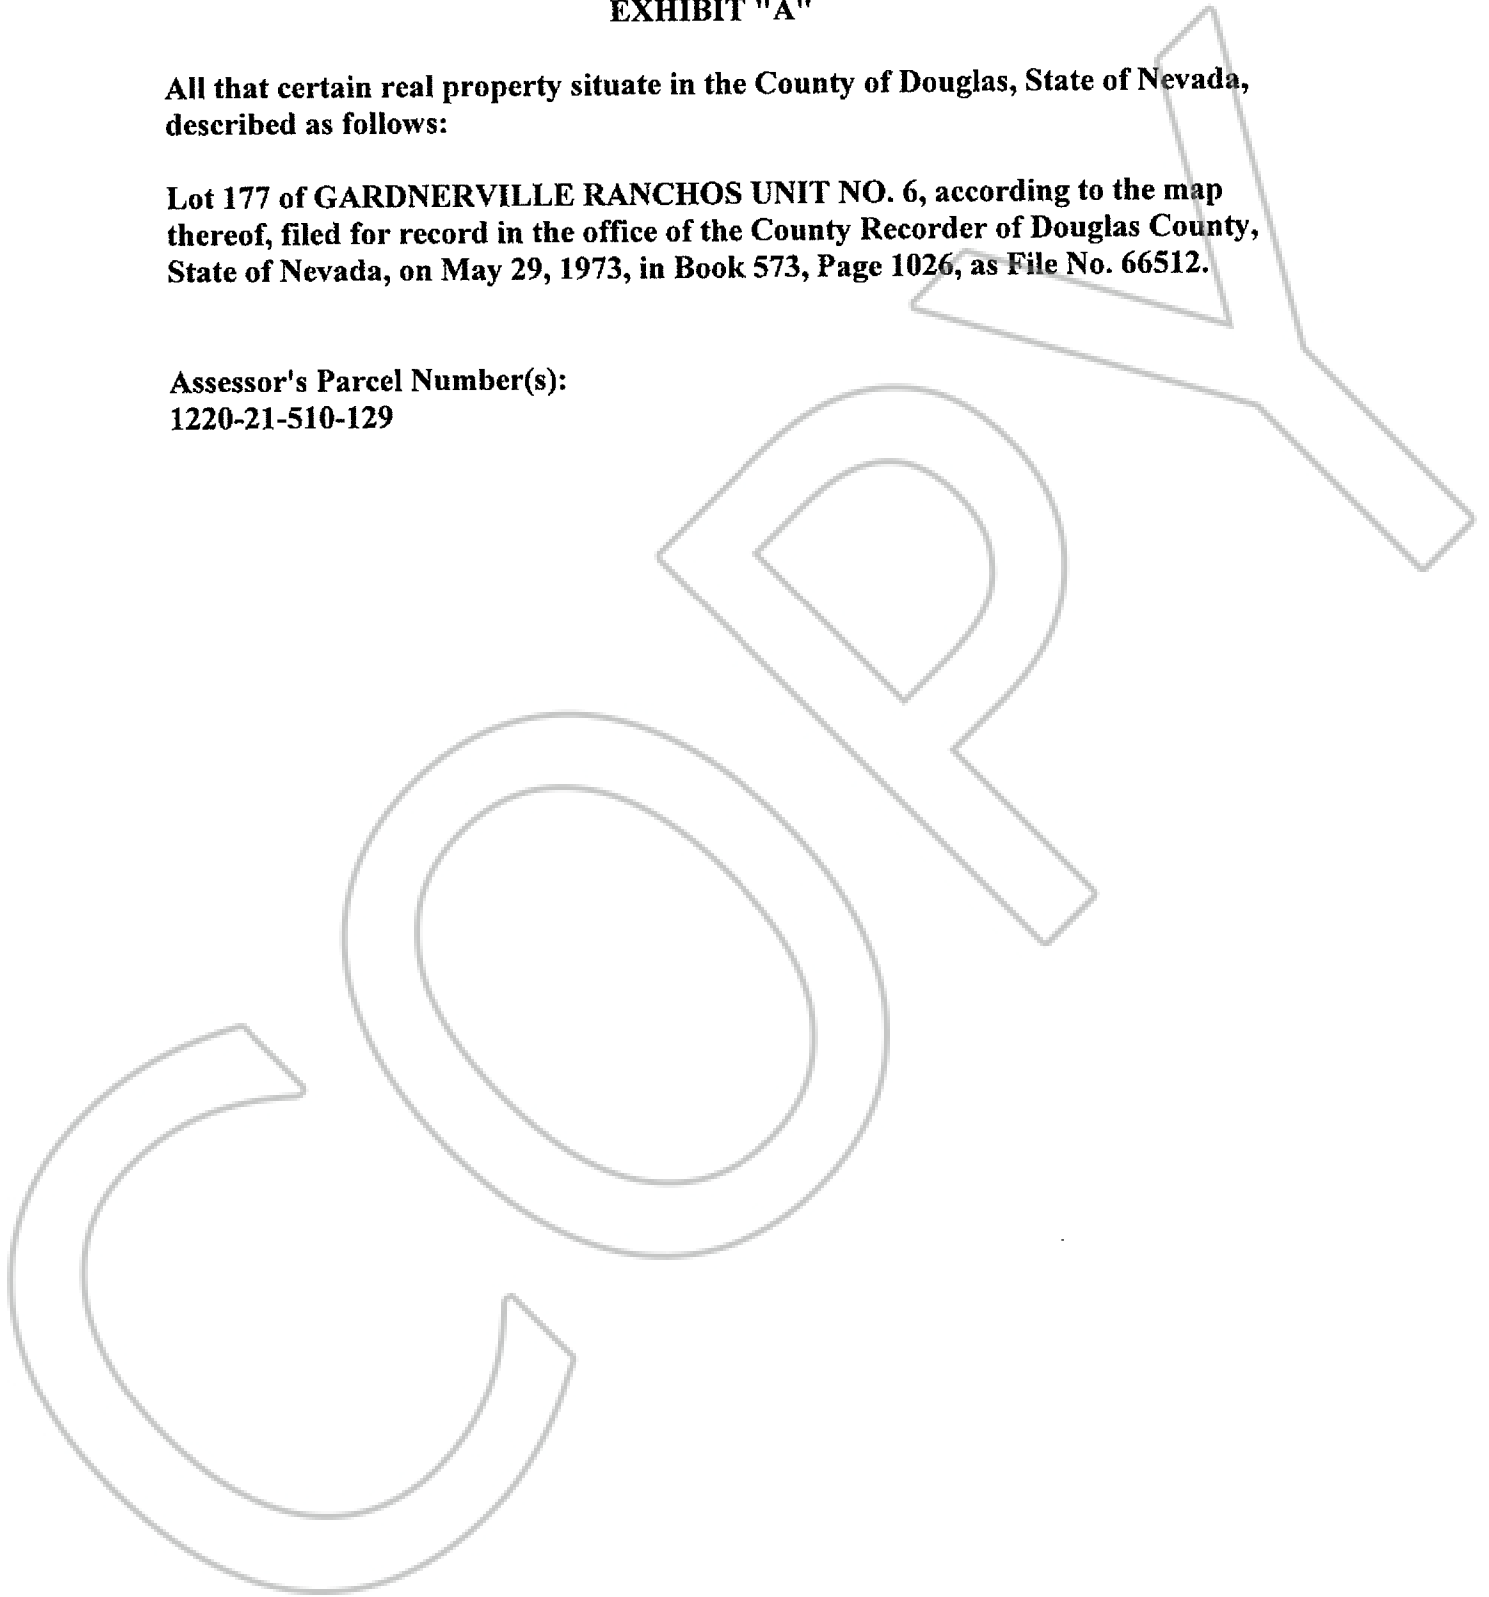 EXHIBIT "A"
All that certain real property situate in the County of Douglas, State of Nevada,
described as follows:
Lot 177 of GARDNERVILLE RANCHOS UNIT NO. 6, according to the map
thereof, filed for record in the office of the County Recorder of Douglas County,
State of Nevada, on May 29, 1973, in Book 573, Page 1026, as File No. 66512.
Assessor's Parcel Number(s):
1220-21-510-129
COPY